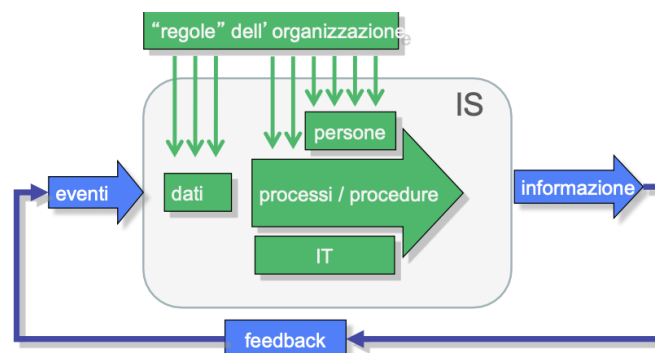 “regole” dell’ organizzazione
IS
persone
eventi
dati
processi / procedure
informazione
IT
feedback